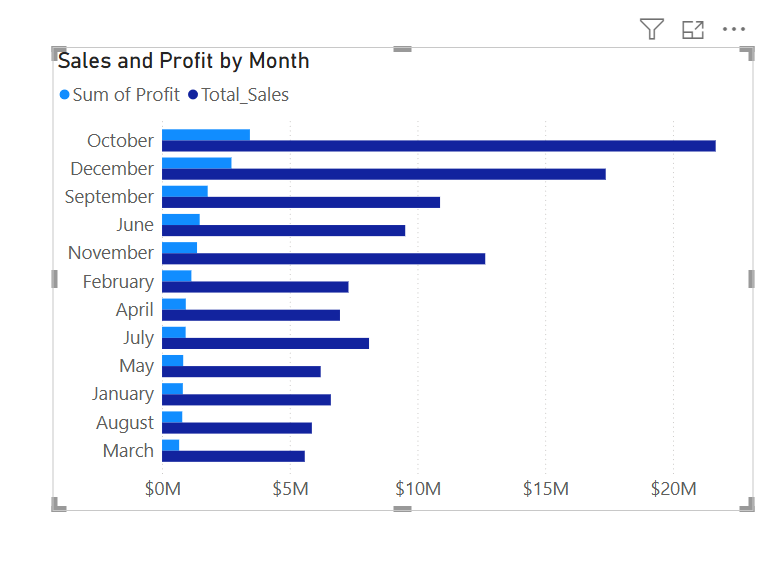 Sales and Profit by Month
Sum of Profit Total_Sales
October
December
September
June
November
February
April
July
May
January
August
March
$0M $5M $10M $15M $20M